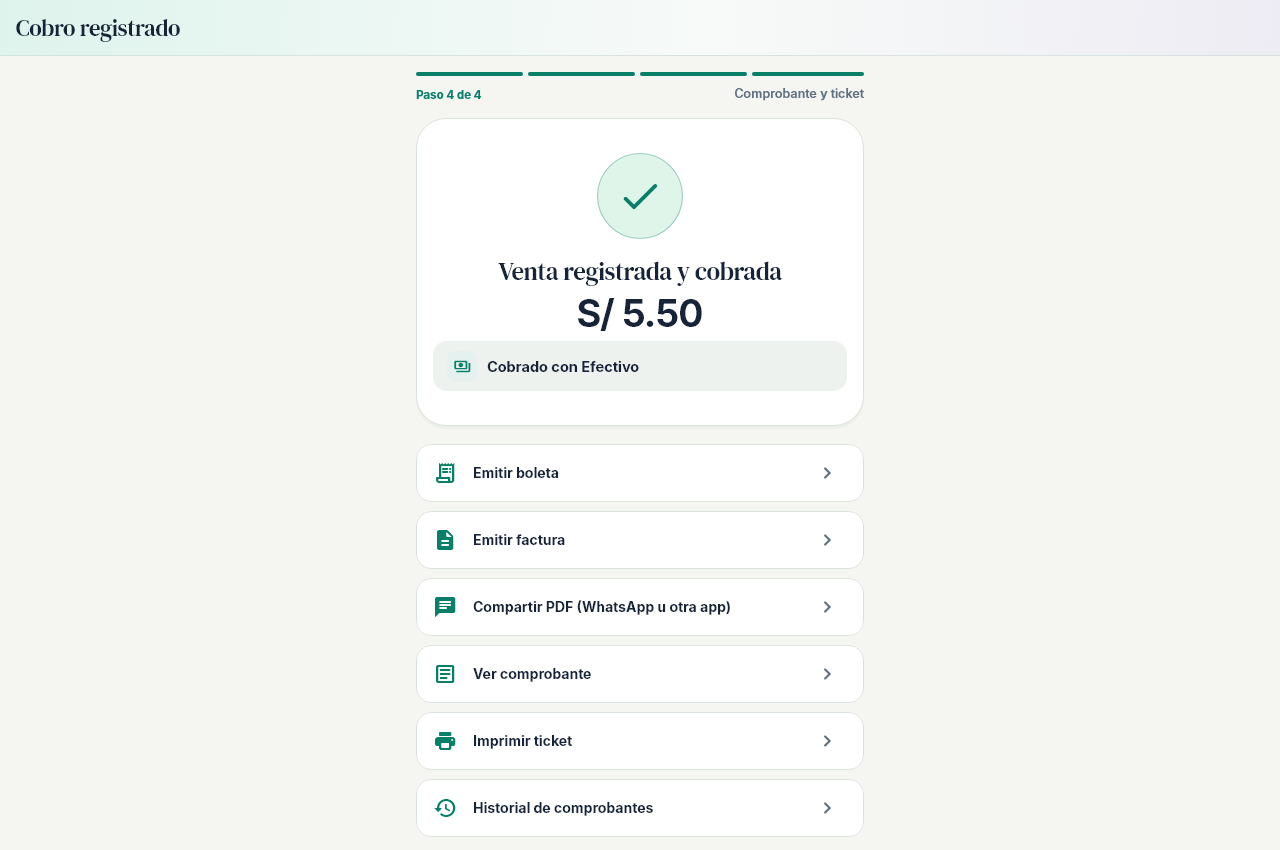 Cobro registrado
Paso 4 de 4
Comprobante y ticket
Venta registrada y cobrada
S/ 5.50
Cobrado con Efectivo
Emitir boleta
Emitir factura
Compartir PDF (WhatsApp u otra app)
Ver comprobante
Imprimir ticket
Historial de comprobantes